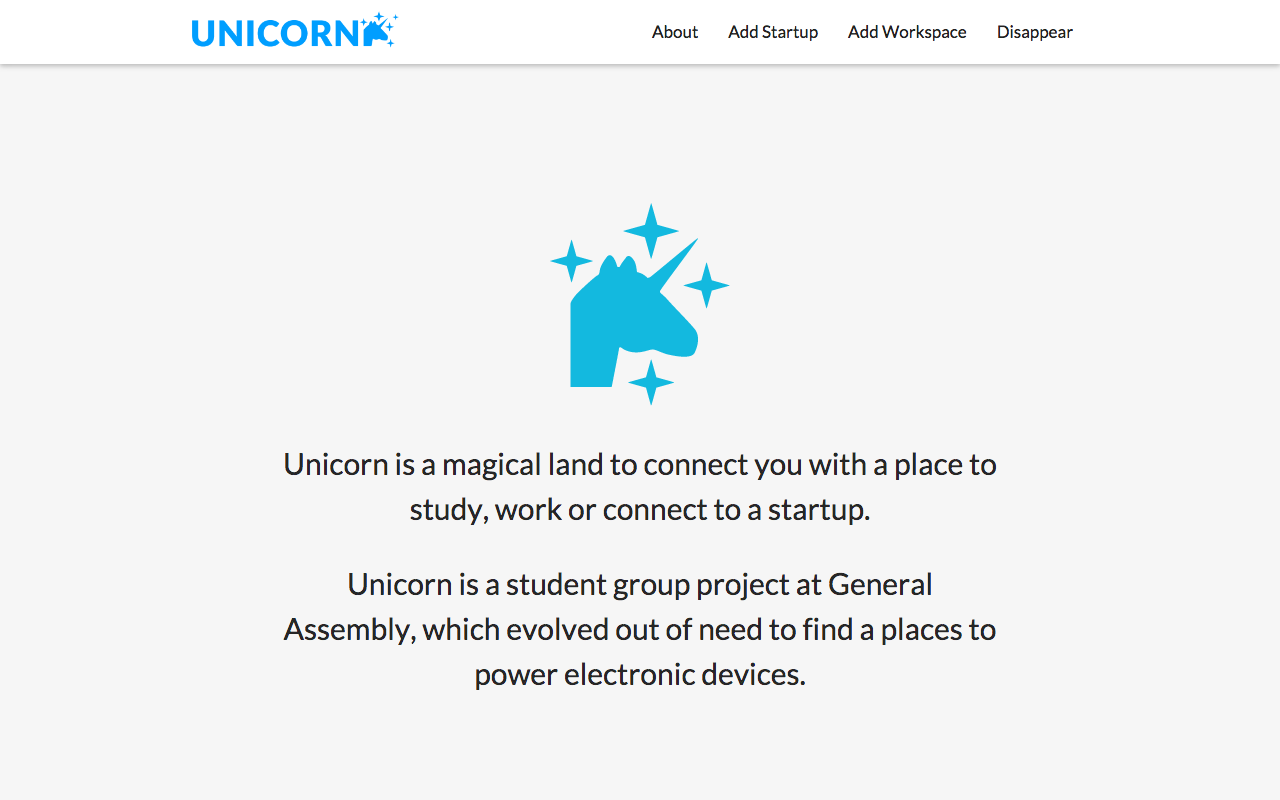 UNICORN
About
Add Startup
Add Workspace
Disappear
Unicorn is a magical land to connect you with a place to
study, work or connect to a startup.
Unicorn is a student group project at General
Assembly, which evolved out of need to find a places to
power electronic devices.